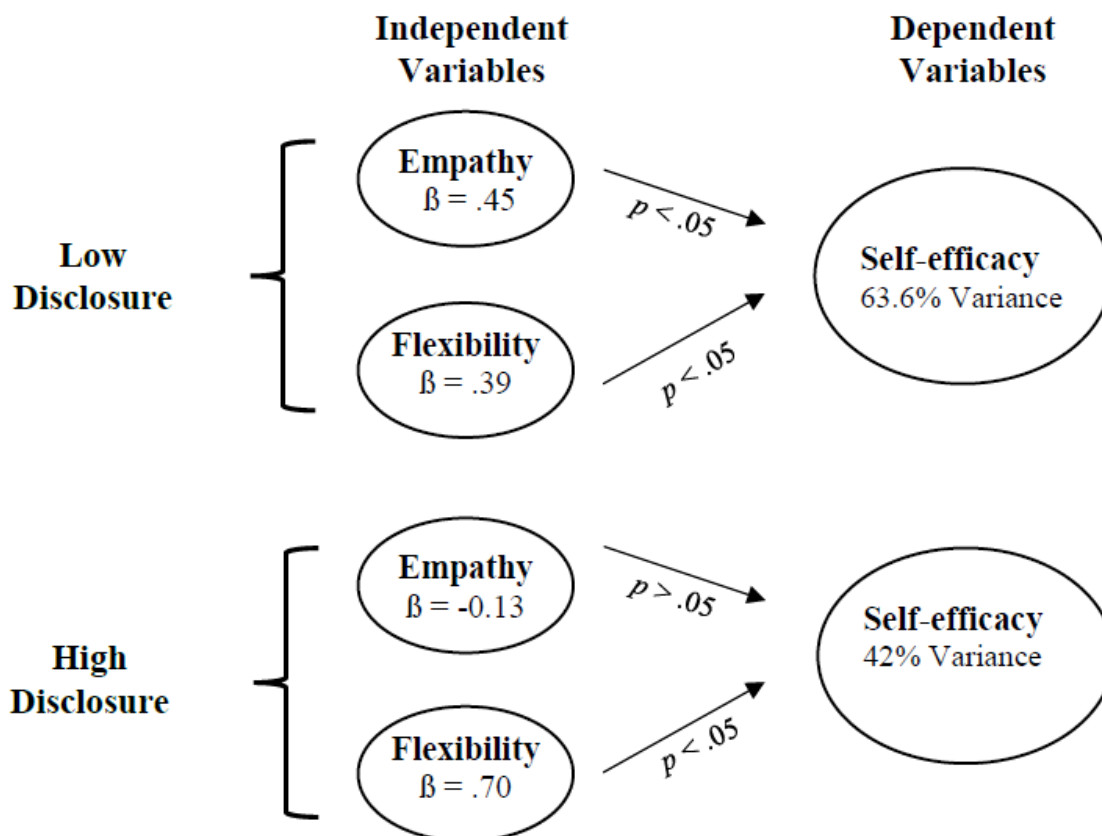 Independent
Variables
Dependent
Variables
Low
Disclosure
Empathy
ß = .45
p < .05
Flexibility
ß = .39
p < .05
Self-efficacy
63.6% Variance
High
Disclosure
Empathy
ß = -0.13
p > .05
Flexibility
ß = .70
p < .05
Self-efficacy
42% Variance